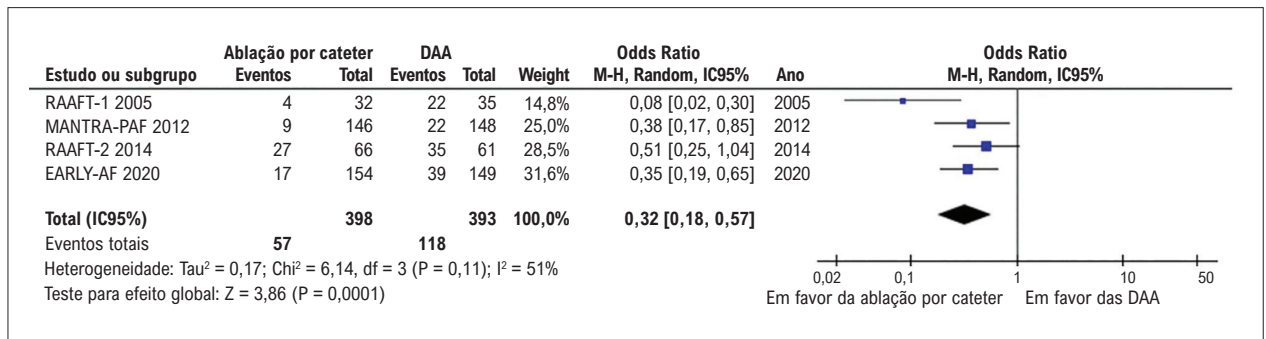 Ablação por cateter DAA Odds Ratio Odds Ratio
Estudo ou subgrupo Eventos Total Eventos Total Weight M-H, Random, IC95% Ano M-H, Random, IC95%
RAAFT-1 2005 4 32 22 35 14,8% 0,08 [0,02, 0,30] 2005
MANTRA-PAF 2012 9 146 22 148 25,0% 0,38 [0,17, 0,85] 2012
RAAFT-2 2014 27 66 35 61 28,5% 0,51 [0,25, 1,04] 2014
EARLY-AF 2020 17 154 39 149 31,6% 0,35 [0,19, 0,65] 2020
Total (IC95%) 398 393 100,0% 0,32 [0,18, 0,57]
Eventos totais 57 118
Heterogeneidade: Tau² = 0,17; Chi² = 6,14, df = 3 (P = 0,11); I² = 51%
Teste para efeito global: Z = 3,86 (P = 0,0001)
0,02 0,1 1 10 50
Em favor da ablação por cateter Em favor das DAA